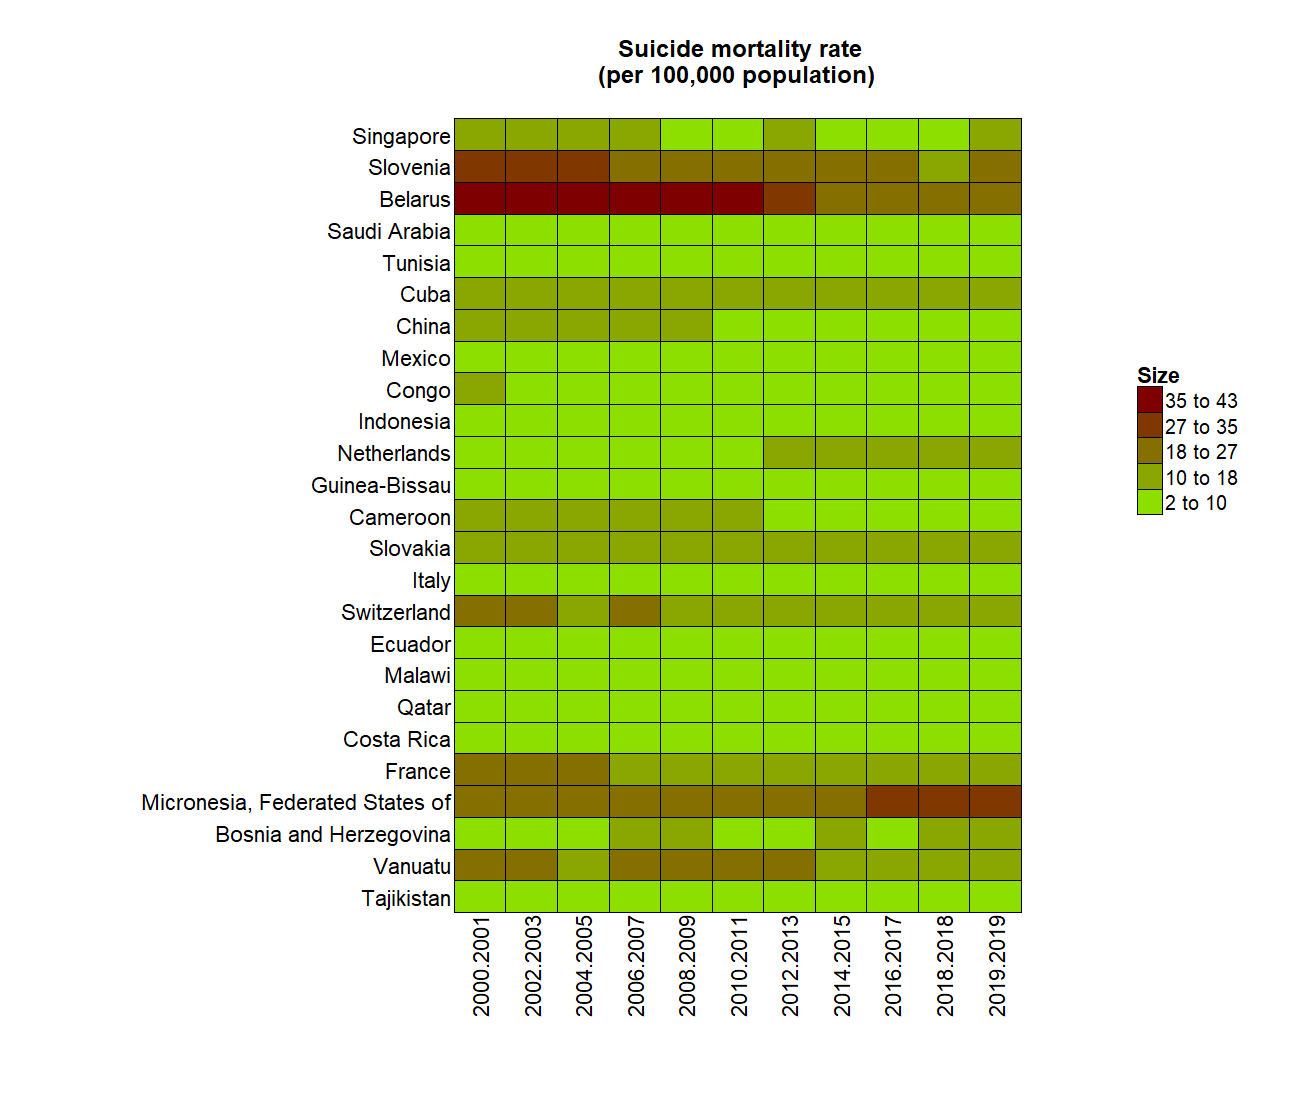 Suicide mortality rate
(per 100,000 population)
Singapore
Slovenia
Belarus
Saudi Arabia
Tunisia
Cuba
China
Mexico
Congo
Indonesia
Netherlands
Guinea-Bissau
Cameroon
Slovakia
Italy
Switzerland
Ecuador
Malawi
Qatar
Costa Rica
France
Micronesia, Federated States of
Bosnia and Herzegovina
Vanuatu
Tajikistan
2000.2001
2002.2003
2004.2005
2006.2007
2008.2009
2010.2011
2012.2013
2014.2015
2016.2017
2018.2018
2019.2019
Size
35 to 43
27 to 35
18 to 27
10 to 18
2 to 10